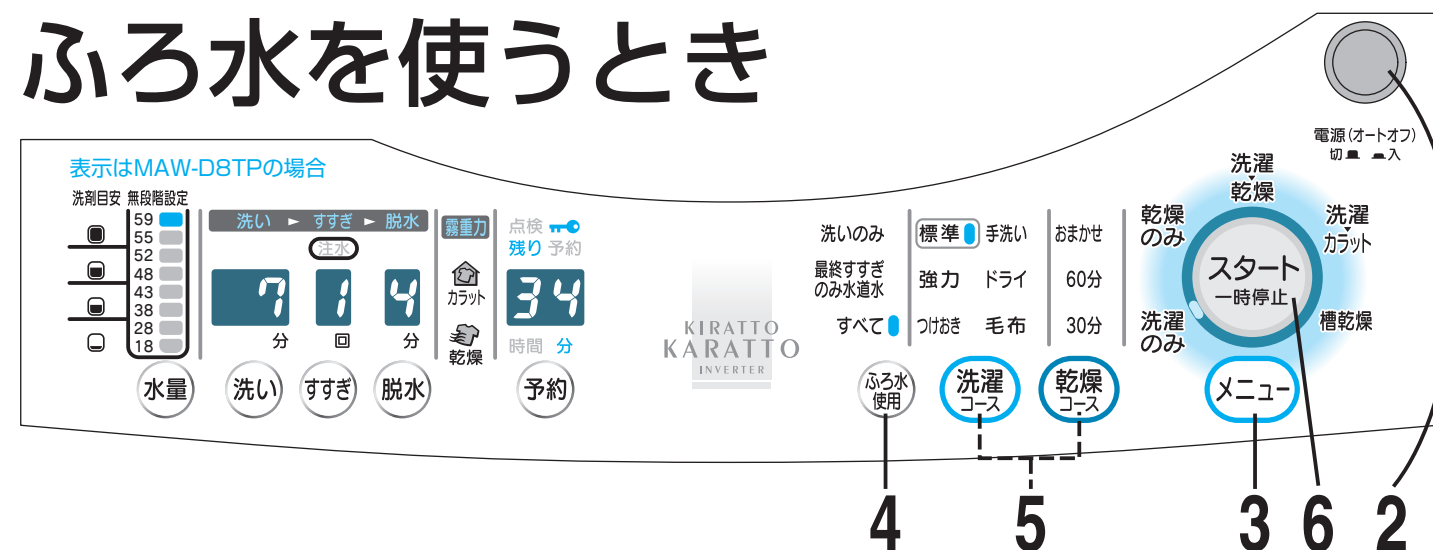 ふろ水を使うとき
表示はMAW-D8TPの場合
洗剤目安 無段階設定
59
55
52
48
43
38
28
18
洗い ► すすぎ ► 脱水
注水
7 1 4
分 回 分
霧重力
カラット
乾燥
点検
残り 予約
34
時間 分
水量 洗い すすぎ 脱水 予約
KIRATTO
KARATTO
INVERTER
洗いのみ
最終すすぎ
のみ水道水
すべて
標準 手洗い
強力 ドライ
つけおき 毛布
おまかせ
60分
30分
ふろ水
使用
洗濯
コース
乾燥
コース
電源(オートオフ)
切 入
洗濯
乾燥
乾燥
のみ
洗濯
カラット
スタート
一時停止
洗濯
のみ
槽乾燥
メニュー
4 5 3 6 2